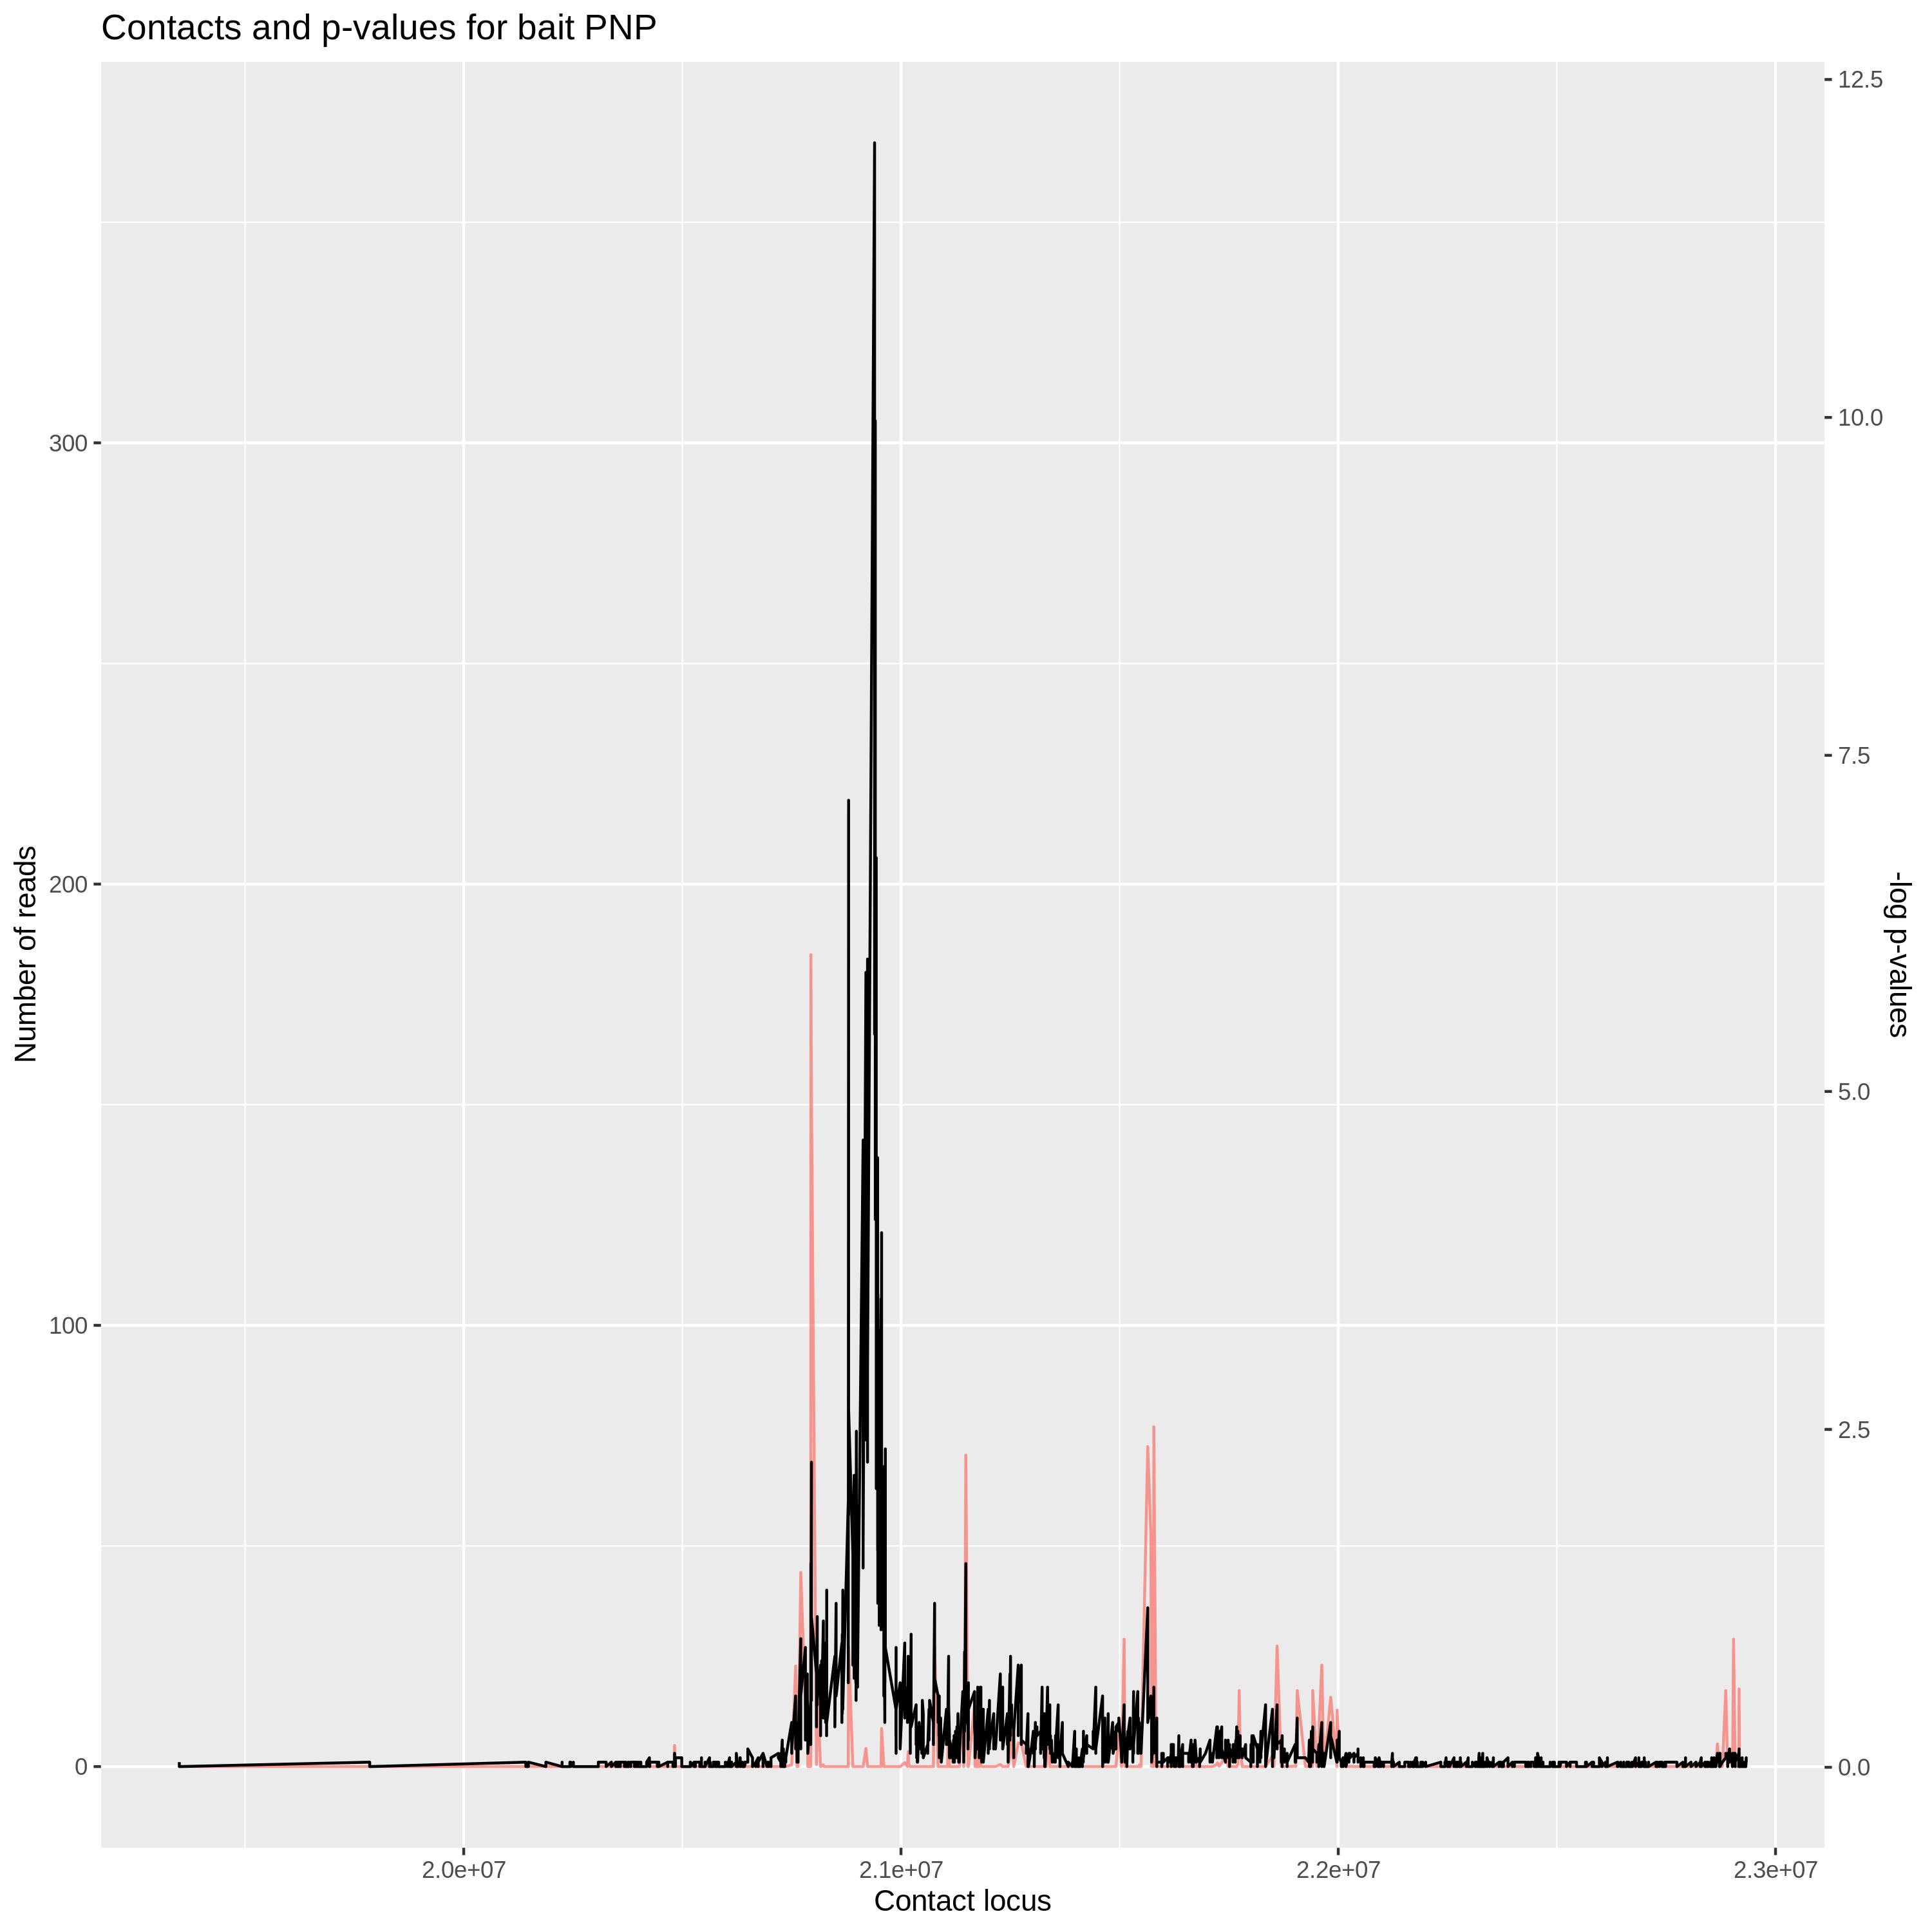 Contacts and p-values for bait PNP
12.5
10.0
7.5
5.0
2.5
0.0
-log p-values
300
200
100
0
Number of reads
2.0e+07
2.1e+07
2.2e+07
2.3e+07
Contact locus